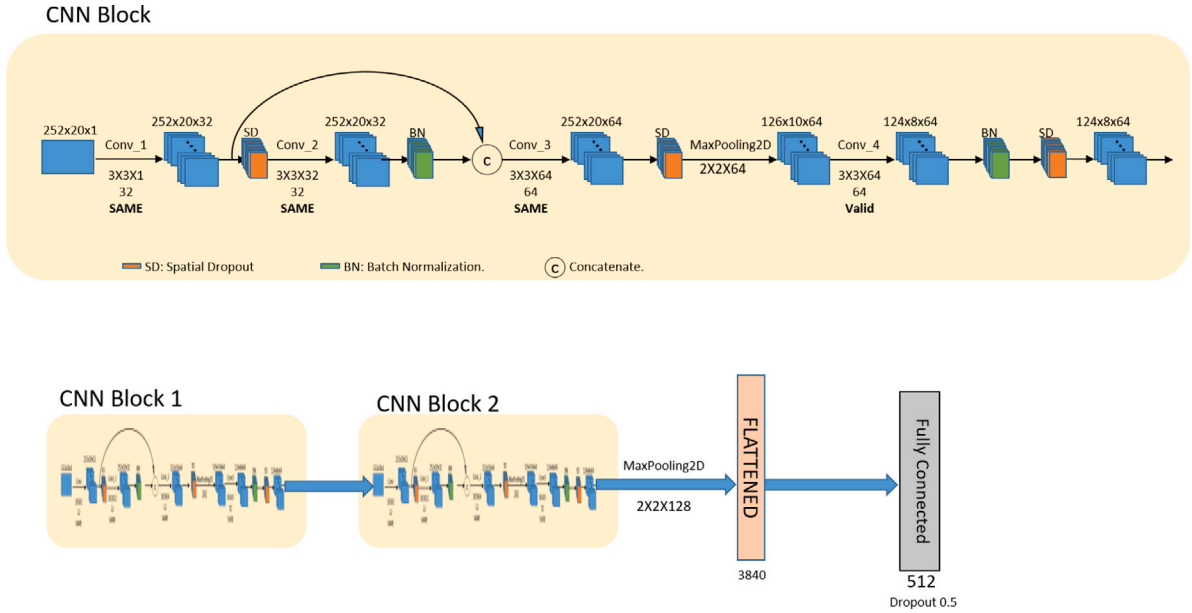 CNN Block
252x20x1
Conv_1
3X3X1
32
SAME
252x20x32
SD
Conv_2
3X3X32
32
SAME
252x20x32
BN
C
Conv_3
3X3X64
64
SAME
252x20x64
SD
MaxPooling2D
2X2X64
126x10x64
Conv_4
3X3X64
64
Valid
124x8x64
BN
SD
124x8x64
SD: Spatial Dropout
BN: Batch Normalization.
C Concatenate.
CNN Block 1
CNN Block 2
MaxPooling2D
2X2X128
FLATTENED
3840
Fully Connected
512
Dropout 0.5